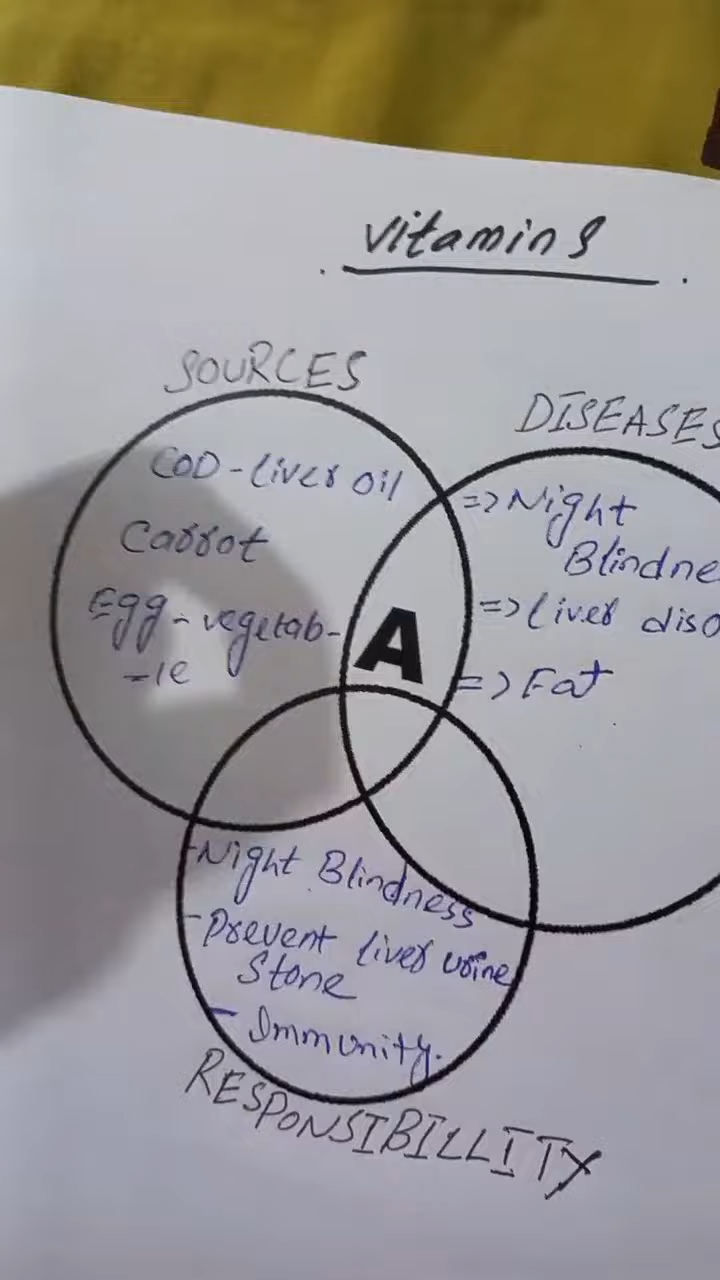 Vitamins
SOURCES
DISEASES
COD-liver oil
Carrot
Egg-vegetab-
-le
=> Night
Blindne
=> liver diso
=> Fat
A
-Night Blindness
-Prevent liver urine
Stone
- Immunity.
RESPONSIBILLITY